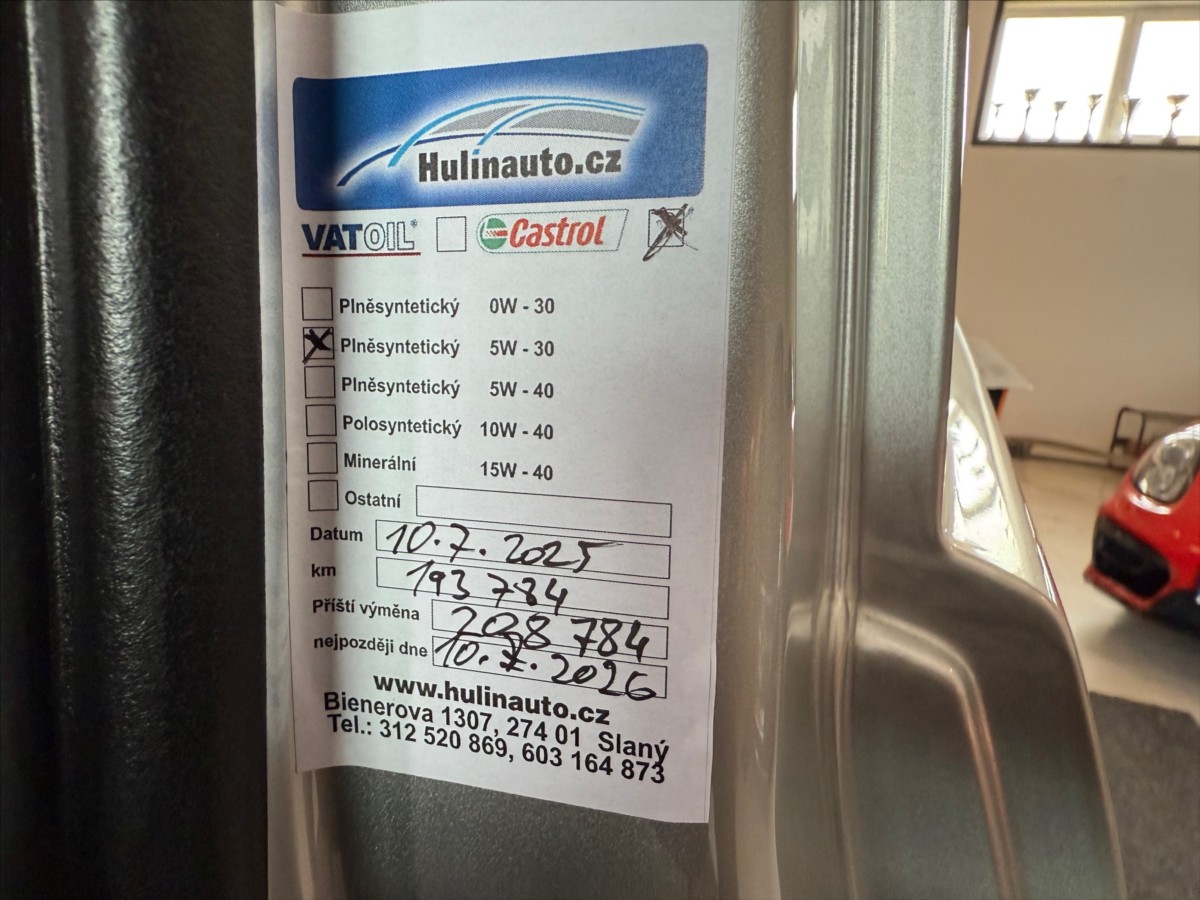 Hulinauto.cz
VATOIL® Castrol
Plněsyntetický 0W - 30
Plněsyntetický 5W - 30
Plněsyntetický 5W - 40
Polosyntetický 10W - 40
Minerální 15W - 40
Ostatní
Datum 10.7.2025
km 193 784
Příští výměna 208 784
nejpozději dne 10.7.2026
www.hulinauto.cz
Bienerova 1307, 274 01 Slaný
Tel.: 312 520 869, 603 164 873